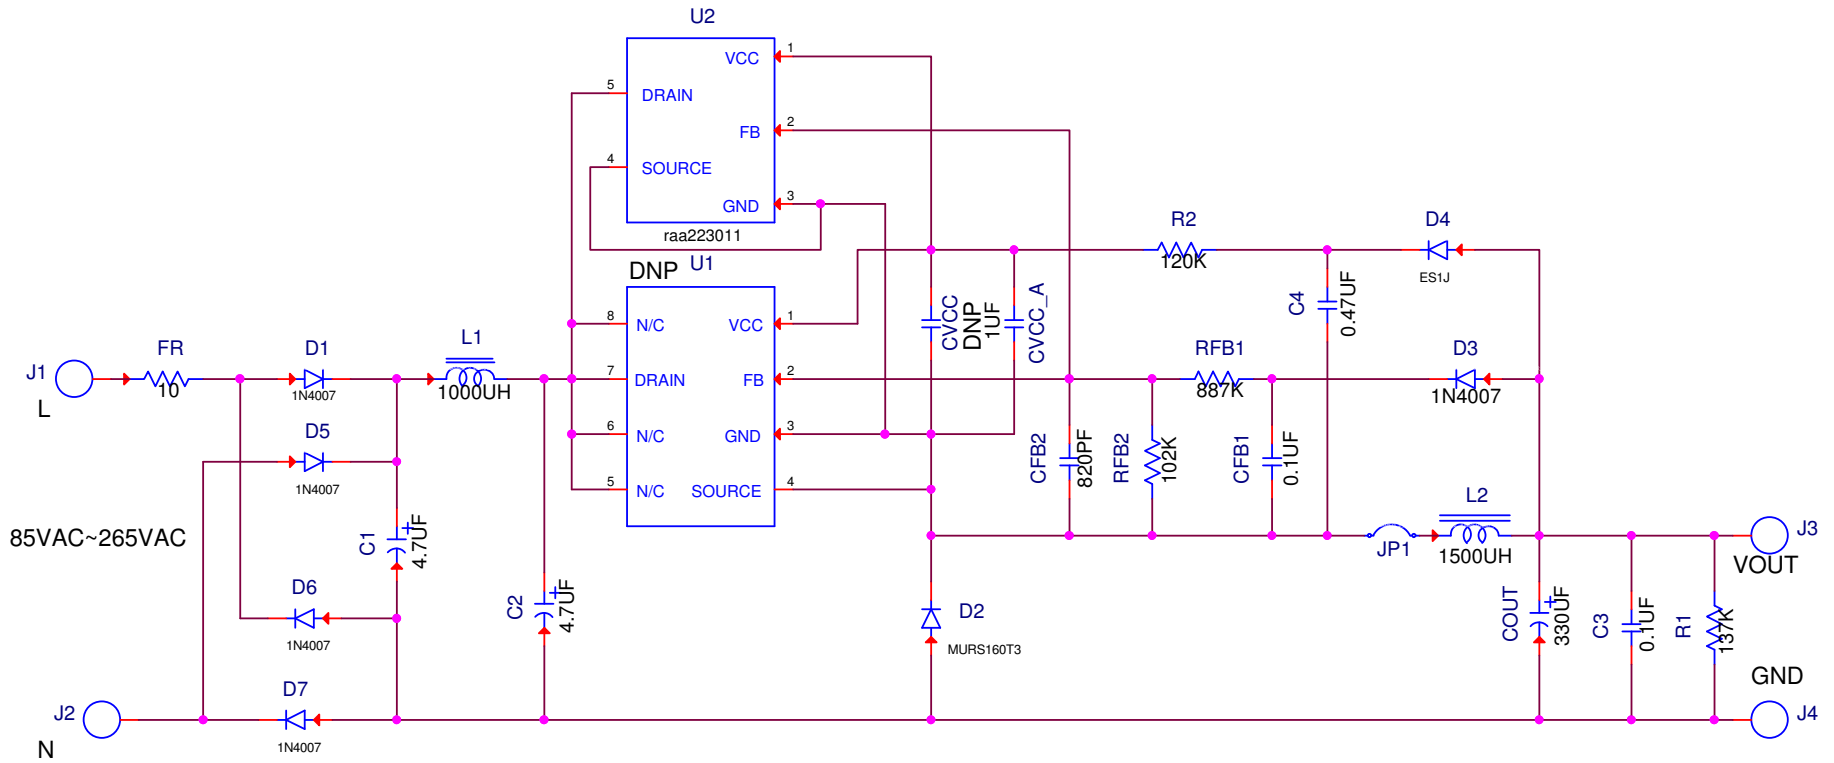 U2
VCC
1
5
DRAIN
FB
2
4
SOURCE
GND
3
raa223011
U1
DNP
8
N/C
VCC
1
7
DRAIN
FB
2
6
N/C
GND
3
5
N/C
SOURCE
4
J1
L
FR
10
D1
1N4007
D5
1N4007
L1
1000UH
85VAC~265VAC
C1
4.7UF
+
D6
1N4007
C2
4.7UF
+
J2
N
D7
1N4007
CVCC
DNP
1UF
CVCC_A
R2
120K
D4
ES1J
C4
0.47UF
RFB1
887K
D3
1N4007
CFB2
820PF
RFB2
102K
CFB1
0.1UF
JP1
L2
1500UH
D2
MURS160T3
COUT
330UF
+
C3
0.1UF
R1
137K
J3
VOUT
GND
J4